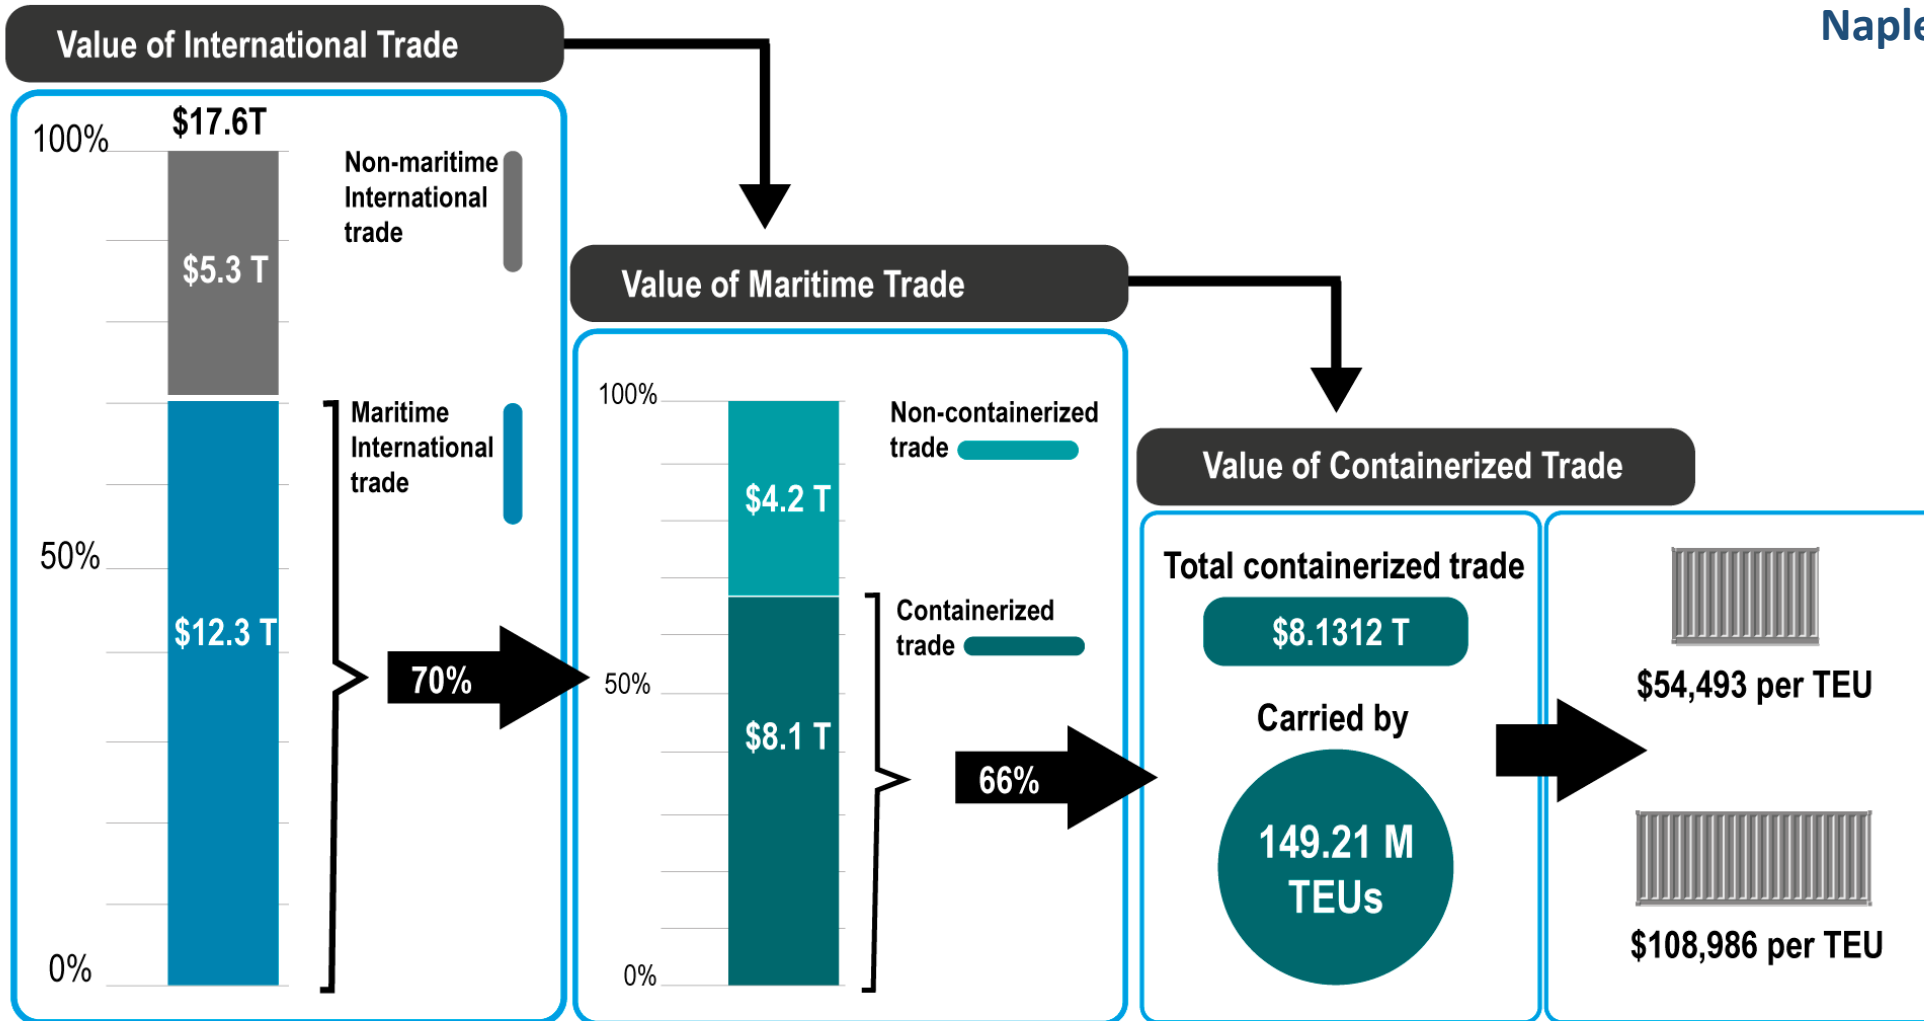 Naple
Value of International Trade
$17.6T
100%
Non-maritime
International
trade
$5.3 T
Maritime
International
trade
50%
$12.3 T
70%
0%
Value of Maritime Trade
100%
Non-containerized
trade
$4.2 T
Containerized
trade
50%
$8.1 T
66%
0%
Value of Containerized Trade
Total containerized trade
$8.1312 T
Carried by
149.21 M
TEUs
$54,493 per TEU
$108,986 per TEU